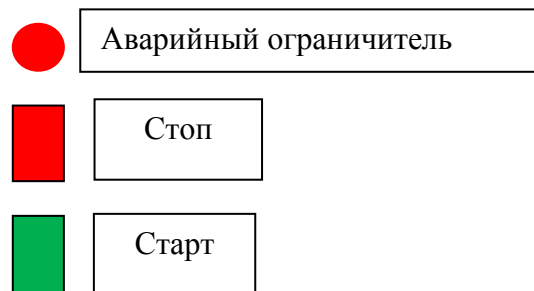 Аварийный ограничитель
Стоп
Старт